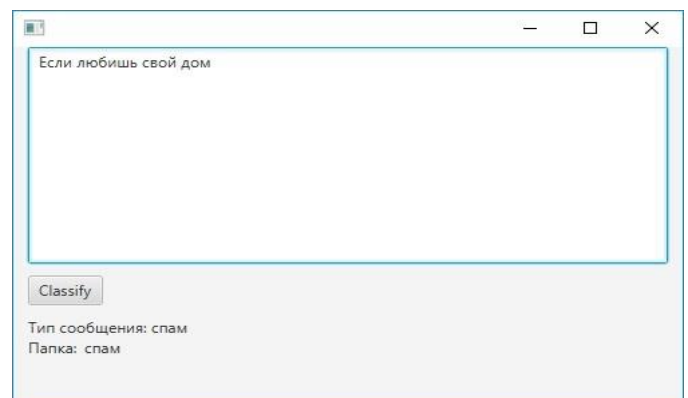 Если любишь свой дом
Classify
Тип сообщения: спам
Папка: спам